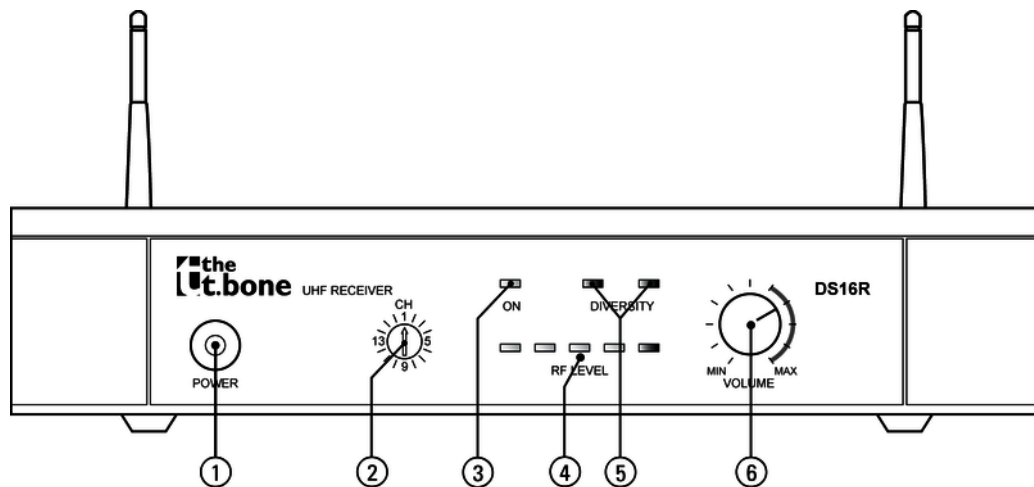 the
t.bone UHF RECEIVER
DS16R
CH
1
13 5
9
POWER
ON
DIVERSITY
RF LEVEL
MIN MAX
VOLUME
1 2 3 4 5 6